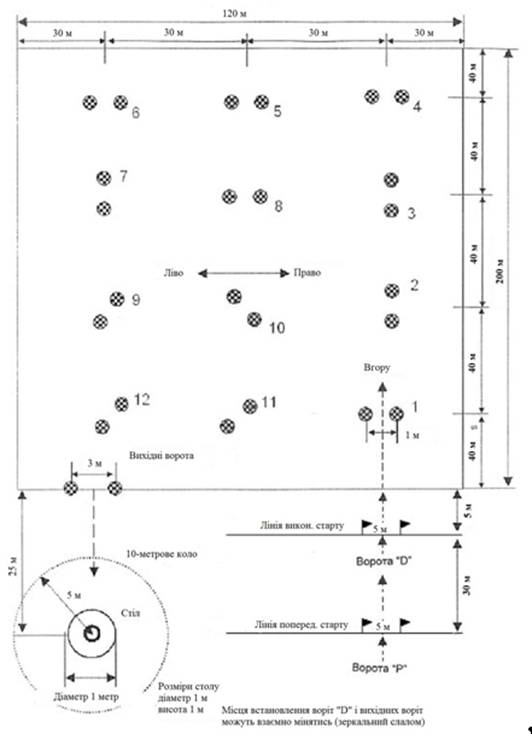 120 м
30 м
30 м
30 м
30 м
40 м
6
5
4
40 м
7
3
8
40 м
200 м
Ліво
Право
2
9
10
40 м
Вгору
12
11
1
1 м
40 м
s
Вихідні ворота
3 м
5 м
Лінія викон. старту
5 м
Ворота "D"
25 м
10-метрове коло
30 м
5 м
Стіл
Лінія поперед. старту
5 м
Ворота "Р"
Діаметр 1 метр
Розміри столу
діаметр 1 м
висота 1 м
Місця встановлення воріт "D" і вихідних воріт
можуть взаємно мінятись (зеркальний слалом)